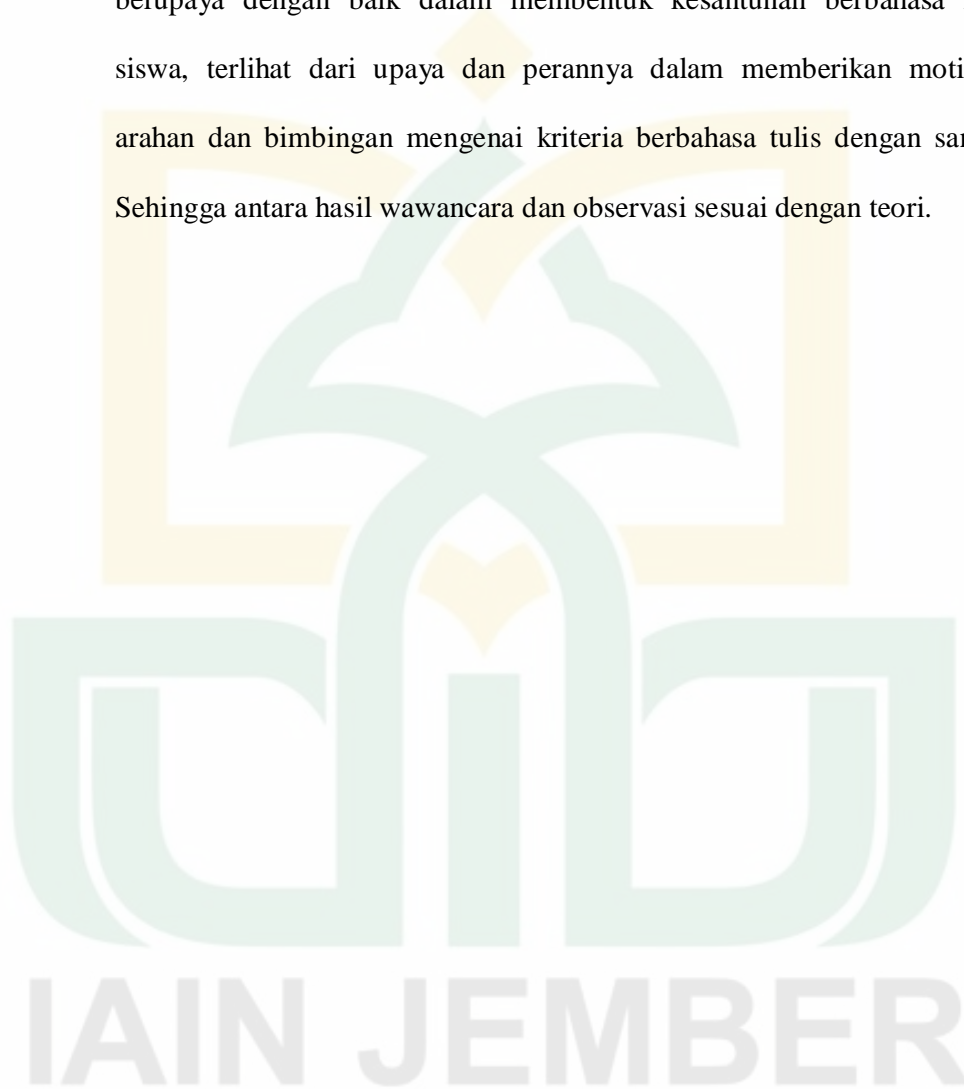 berupaya dengan baik dalam membentuk kesantunan berbahasa
siswa, terlihat dari upaya dan perannya dalam memberikan
arahan dan bimbingan mengenai kriteria berbahasa tulis dengan
Sehingga antara hasil wawancara dan observasi sesuai dengan teori.
IAIN JEMBER